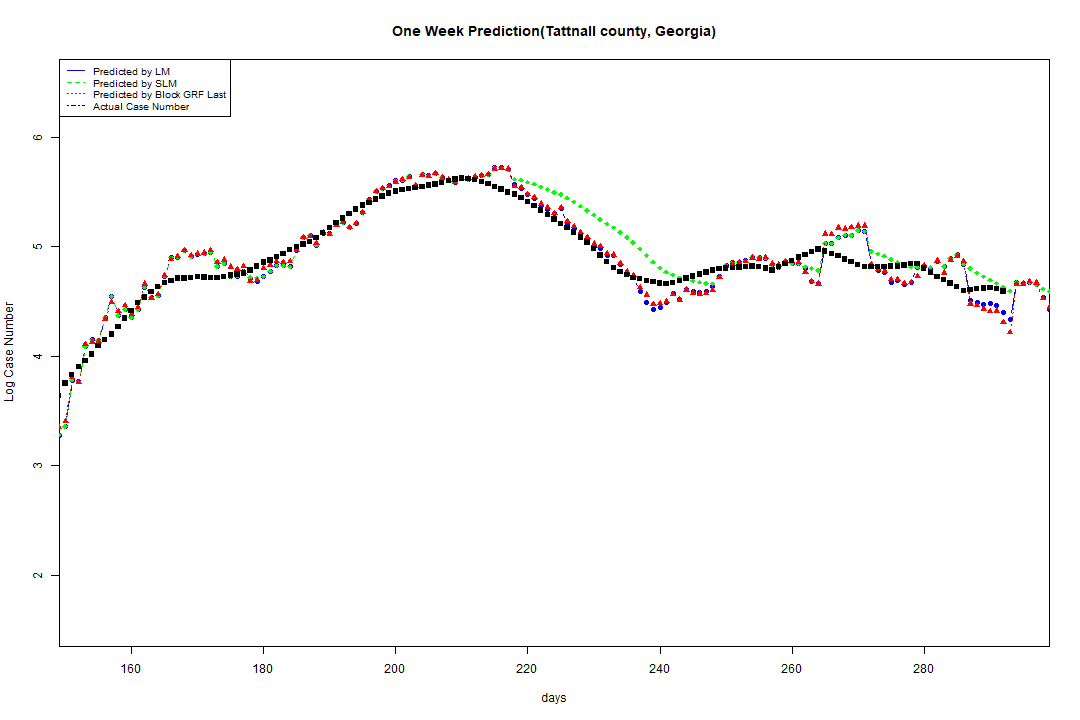 One Week Prediction(Tattnall county, Georgia)
Predicted by LM
Predicted by SLM
Predicted by Block GRF Last
Actual Case Number
6
5
4
3
2
Log Case Number
160 180 200 220 240 260 280
days